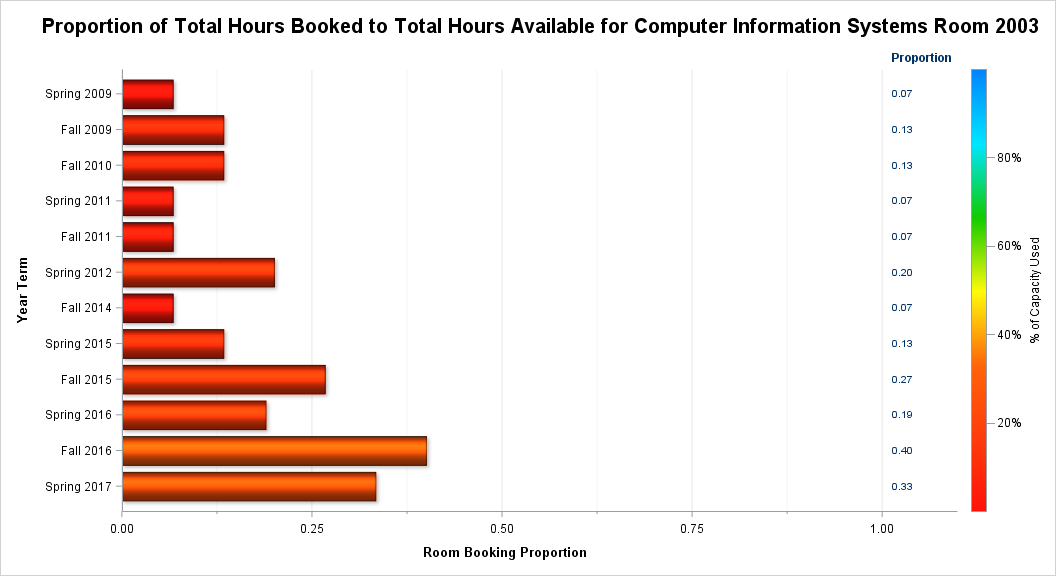 Proportion of Total Hours Booked to Total Hours Available for Computer Information Systems Room 2003
Proportion
Spring 2009 0.07
Fall 2009 0.13
Fall 2010 0.13
Spring 2011 0.07
Fall 2011 0.07
Spring 2012 0.20
Fall 2014 0.07
Spring 2015 0.13
Fall 2015 0.27
Spring 2016 0.19
Fall 2016 0.40
Spring 2017 0.33
Year Term
0.00 0.25 0.50 0.75 1.00
Room Booking Proportion
80%
60%
40%
20%
% of Capacity Used